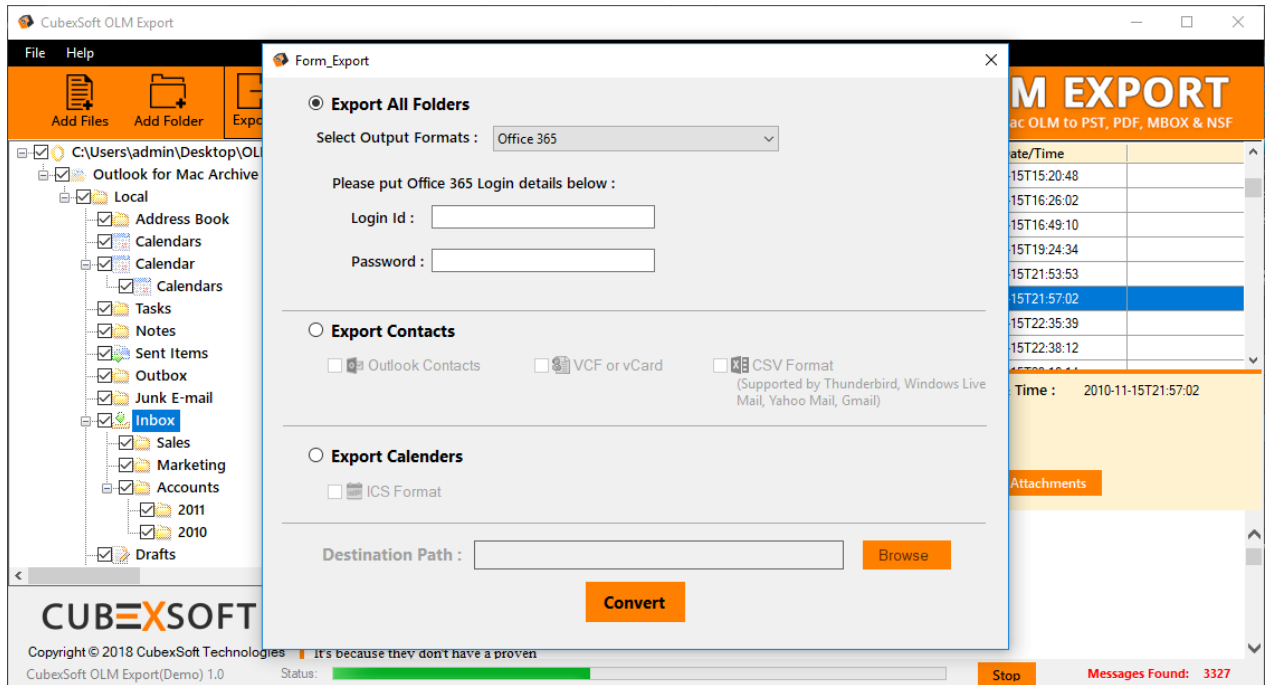 CubexSoft OLM Export
File Help
Form_Export
Add Files
Add Folder
M EXPORT
ac OLM to PST, PDF, MBOX & NSF
C:\Users\admin\Desktop\OL
Outlook for Mac Archive
Local
Address Book
Calendars
Calendar
Calendars
Tasks
Notes
Sent Items
Outbox
Junk E-mail
Inbox
Sales
Marketing
Accounts
2011
2010
Drafts
Export All Folders
Select Output Formats : Office 365
Please put Office 365 Login details below :
Login Id :
Password :
Export Contacts
Outlook Contacts
VCF or vCard
CSV Format
(Supported by Thunderbird, Windows Live
Mail, Yahoo Mail, Gmail)
Export Calenders
ICS Format
Destination Path :
Browse
Convert
ate/Time
-15T15:20:48
-15T16:26:02
-15T16:49:10
-15T19:24:34
-15T21:53:53
-15T21:57:02
-15T22:35:39
-15T22:38:12
Time : 2010-11-15T21:57:02
Attachments
CUBEXSOFT
Copyright © 2018 CubexSoft Technologies
It's because they don't have a proven
CubexSoft OLM Export(Demo) 1.0
Status:
Stop
Messages Found: 3327